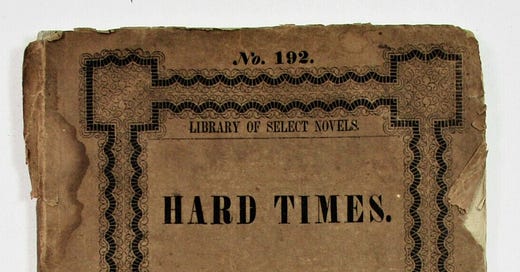 No. 192.
LIBRARY OF SELECT NOVELS.
HARD TIMES.